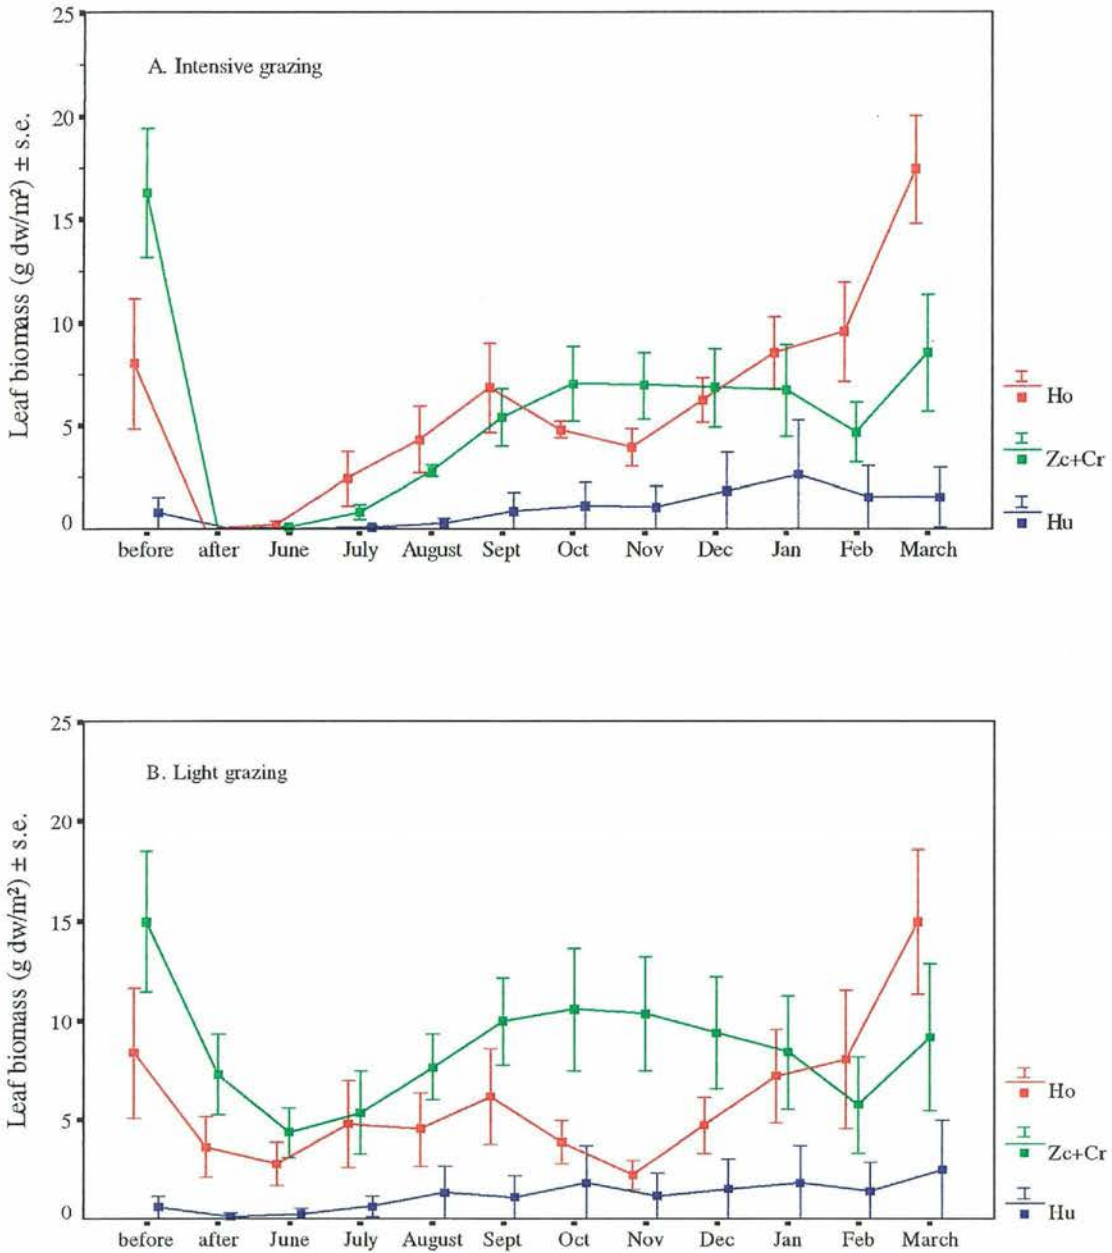 A. Intensive grazing
Leaf biomass (g dw/m²) ± s.e.
25
20
15
10
5
0
before after June July August Sept Oct Nov Dec Jan Feb March
Ho
Zc+Cr
Hu
B. Light grazing
Leaf biomass (g dw/m²) ± s.e.
25
20
15
10
5
0
before after June July August Sept Oct Nov Dec Jan Feb March
Ho
Zc+Cr
Hu